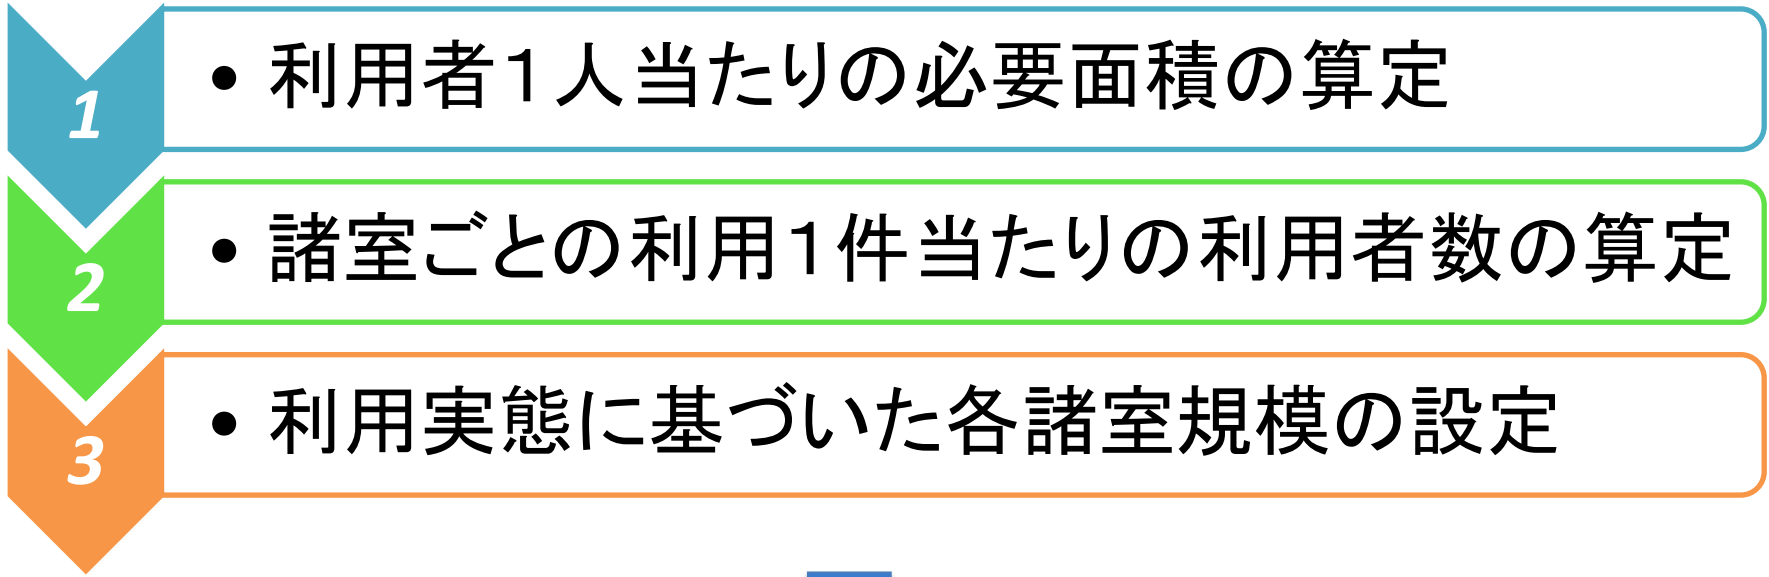 1
• 利用者１人当たりの必要面積の算定
2
• 諸室ごとの利用１件当たりの利用者数の算定
3
• 利用実態に基づいた各諸室規模の設定